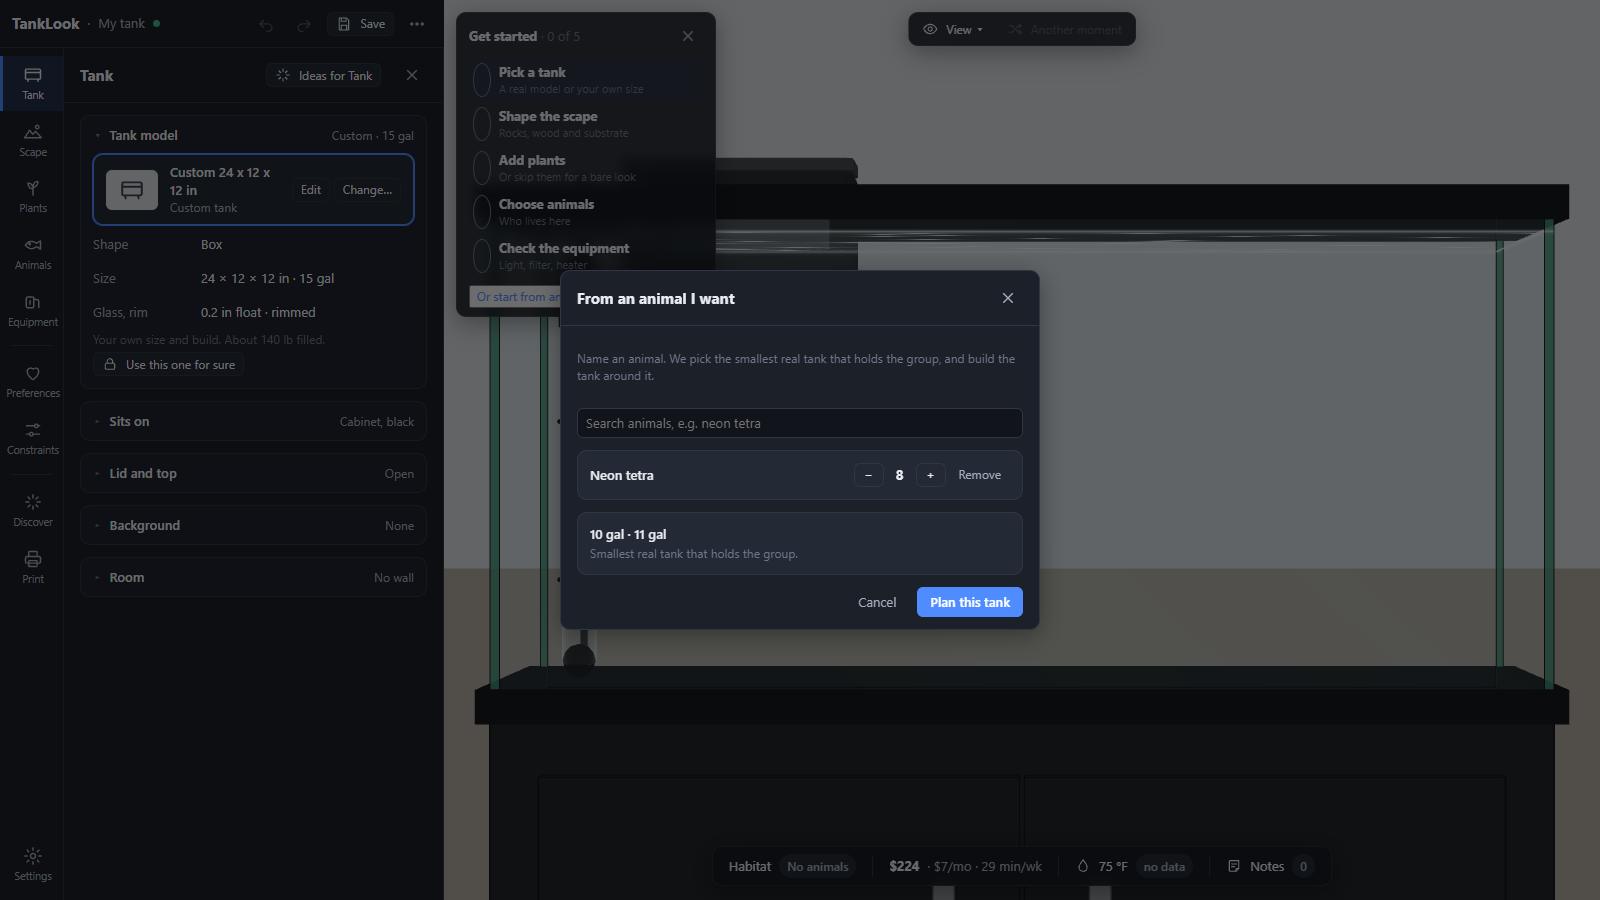 TankLook · My tank
Save
Tank
Scape
Plants
Animals
Equipment
Preferences
Constraints
Discover
Print
Settings
Tank
Ideas for Tank
Tank model
Custom · 15 gal
Custom 24 x 12 x
12 in
Custom tank
Edit
Change...
Shape
Box
Size
24 × 12 × 12 in · 15 gal
Glass, rim
0.2 in float · rimmed
Your own size and build. About 140 lb filled.
Use this one for sure
Sits on
Cabinet, black
Lid and top
Open
Background
None
Room
No wall
Get started · 0 of 5
Pick a tank
A real model or your own size
Shape the scape
Rocks, wood and substrate
Add plants
Or skip them for a bare look
Choose animals
Who lives here
Check the equipment
Light, filter, heater
Or start from
View
Another moment
From an animal I want
Name an animal. We pick the smallest real tank that holds the group, and build the
tank around it.
Search animals, e.g. neon tetra
Neon tetra
− 8 + Remove
10 gal · 11 gal
Smallest real tank that holds the group.
Cancel
Plan this tank
Habitat
No animals
$224 · $7/mo · 29 min/wk
75 °F
no data
Notes
0